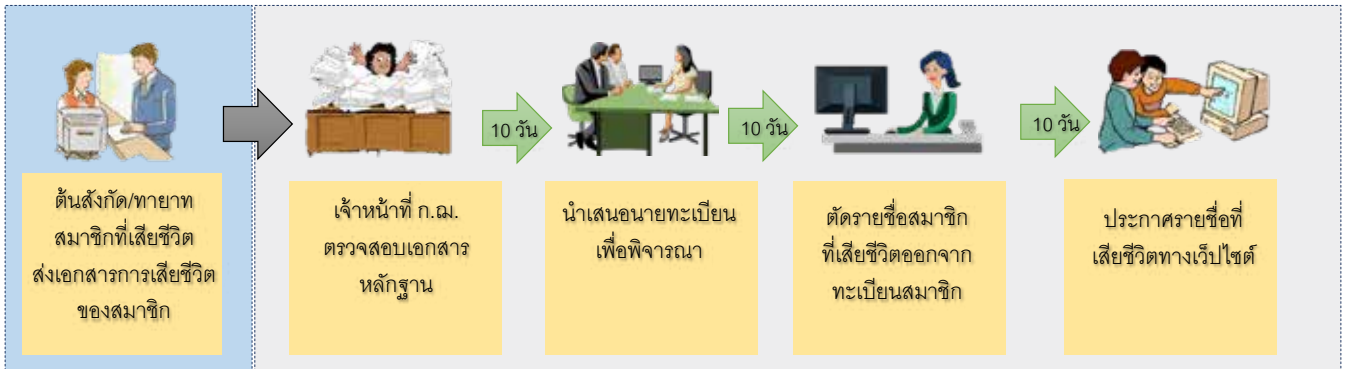 10 วัน
10 วัน
10 วัน
ต้นสังกัด/ทายาท
สมาชิกที่เสียชีวิต
ส่งเอกสารการเสียชีวิต
ของสมาชิก
เจ้าหน้าที่ ก.ฌ.
ตรวจสอบเอกสาร
หลักฐาน
นำเสนอนายทะเบียน
เพื่อพิจารณา
ตัดรายชื่อสมาชิก
ที่เสียชีวิตออกจาก
ทะเบียนสมาชิก
ประกาศรายชื่อที่
เสียชีวิตทางเว็ปไซต์